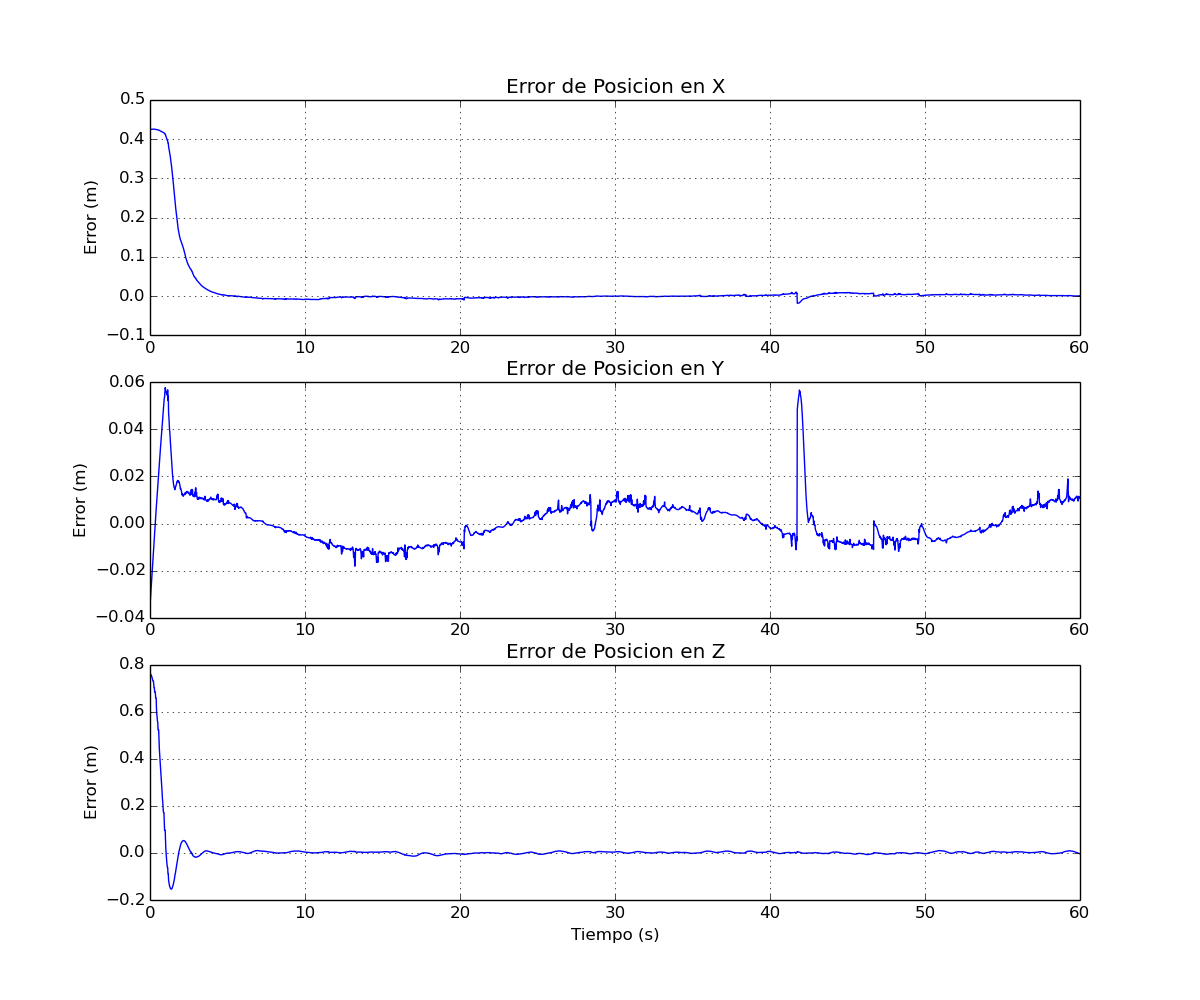 Error de Posicion en X
0.5
0.4
0.3
0.2
0.1
0.0
−0.1
Error (m)
0 10 20 30 40 50 60
Error de Posicion en Y
0.06
0.04
0.02
0.00
−0.02
−0.04
Error (m)
0 10 20 30 40 50 60
Error de Posicion en Z
0.8
0.6
0.4
0.2
0.0
−0.2
Error (m)
0 10 20 30 40 50 60
Tiempo (s)